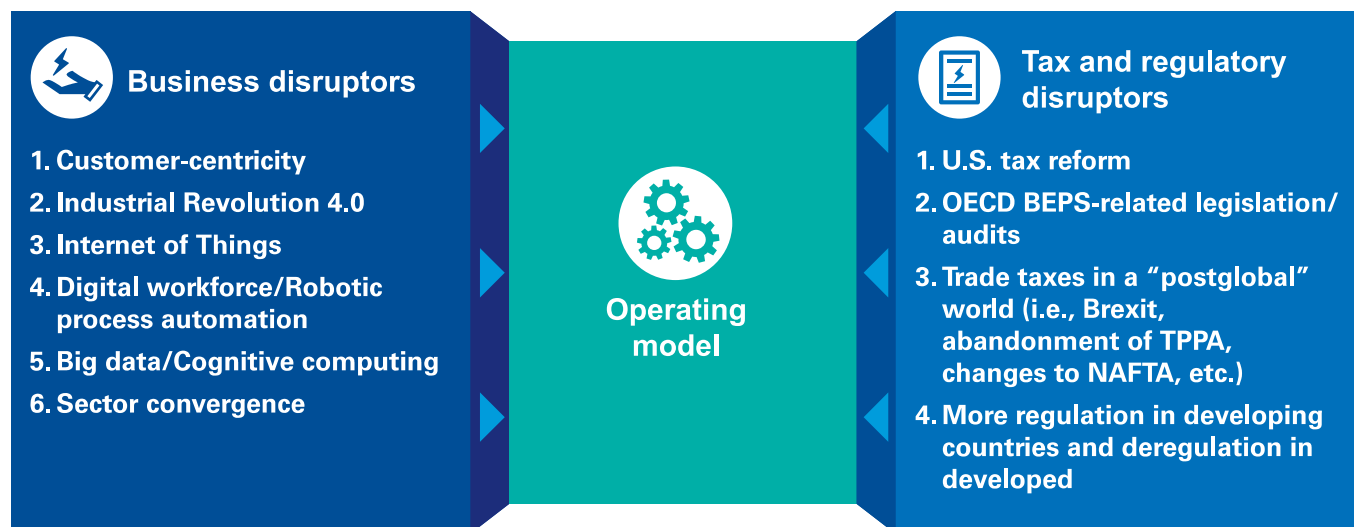 Business disruptors
1. Customer-centricity
2. Industrial Revolution 4.0
3. Internet of Things
4. Digital workforce/Robotic
process automation
5. Big data/Cognitive computing
6. Sector convergence
Operating
model
Tax and regulatory
disruptors
1. U.S. tax reform
2. OECD BEPS-related legislation/
audits
3. Trade taxes in a “postglobal”
world (i.e., Brexit,
abandonment of TPPA,
changes to NAFTA, etc.)
4. More regulation in developing
countries and deregulation in
developed